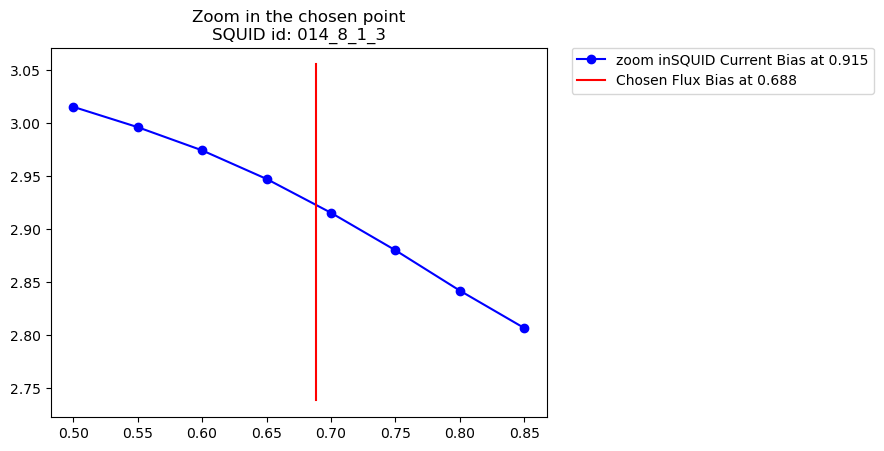 Zoom in the chosen point
SQUID id: 014_8_1_3
zoom inSQUID Current Bias at 0.915
Chosen Flux Bias at 0.688
3.05
3.00
2.95
2.90
2.85
2.80
2.75
0.50 0.55 0.60 0.65 0.70 0.75 0.80 0.85